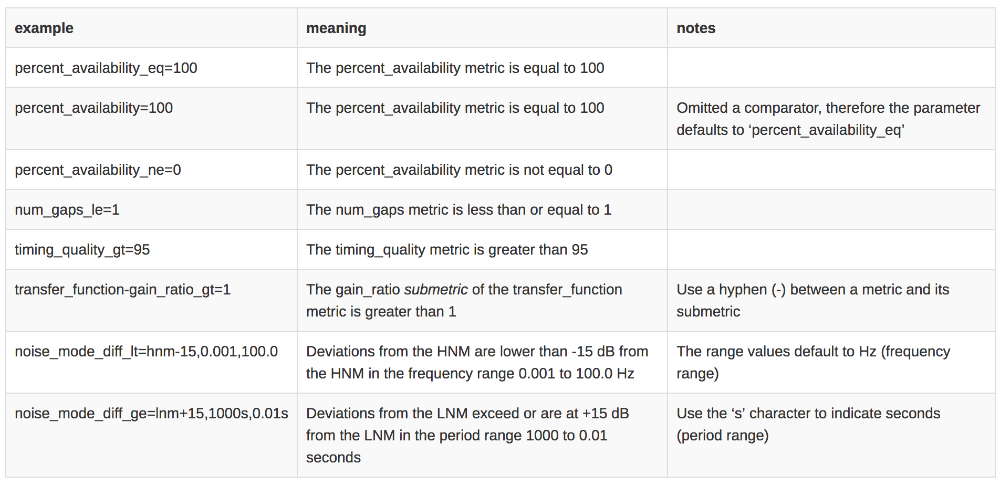 example
meaning
notes
percent_availability_eq=100
The percent_availability metric is equal to 100
percent_availability=100
The percent_availability metric is equal to 100
Omitted a comparator, therefore the parameter
defaults to ‘percent_availability_eq’
percent_availability_ne=0
The percent_availability metric is not equal to 0
num_gaps_le=1
The num_gaps metric is less than or equal to 1
timing_quality_gt=95
The timing_quality metric is greater than 95
transfer_function-gain_ratio_gt=1
The gain_ratio submetric of the transfer_function
metric is greater than 1
Use a hyphen (-) between a metric and its
submetric
noise_mode_diff_lt=hnm-15,0.001,100.0
Deviations from the HNM are lower than -15 dB from
the HNM in the frequency range 0.001 to 100.0 Hz
The range values default to Hz (frequency
range)
noise_mode_diff_ge=lnm+15,1000s,0.01s
Deviations from the LNM exceed or are at +15 dB
from the LNM in the period range 1000 to 0.01
seconds
Use the ‘s’ character to indicate seconds
(period range)